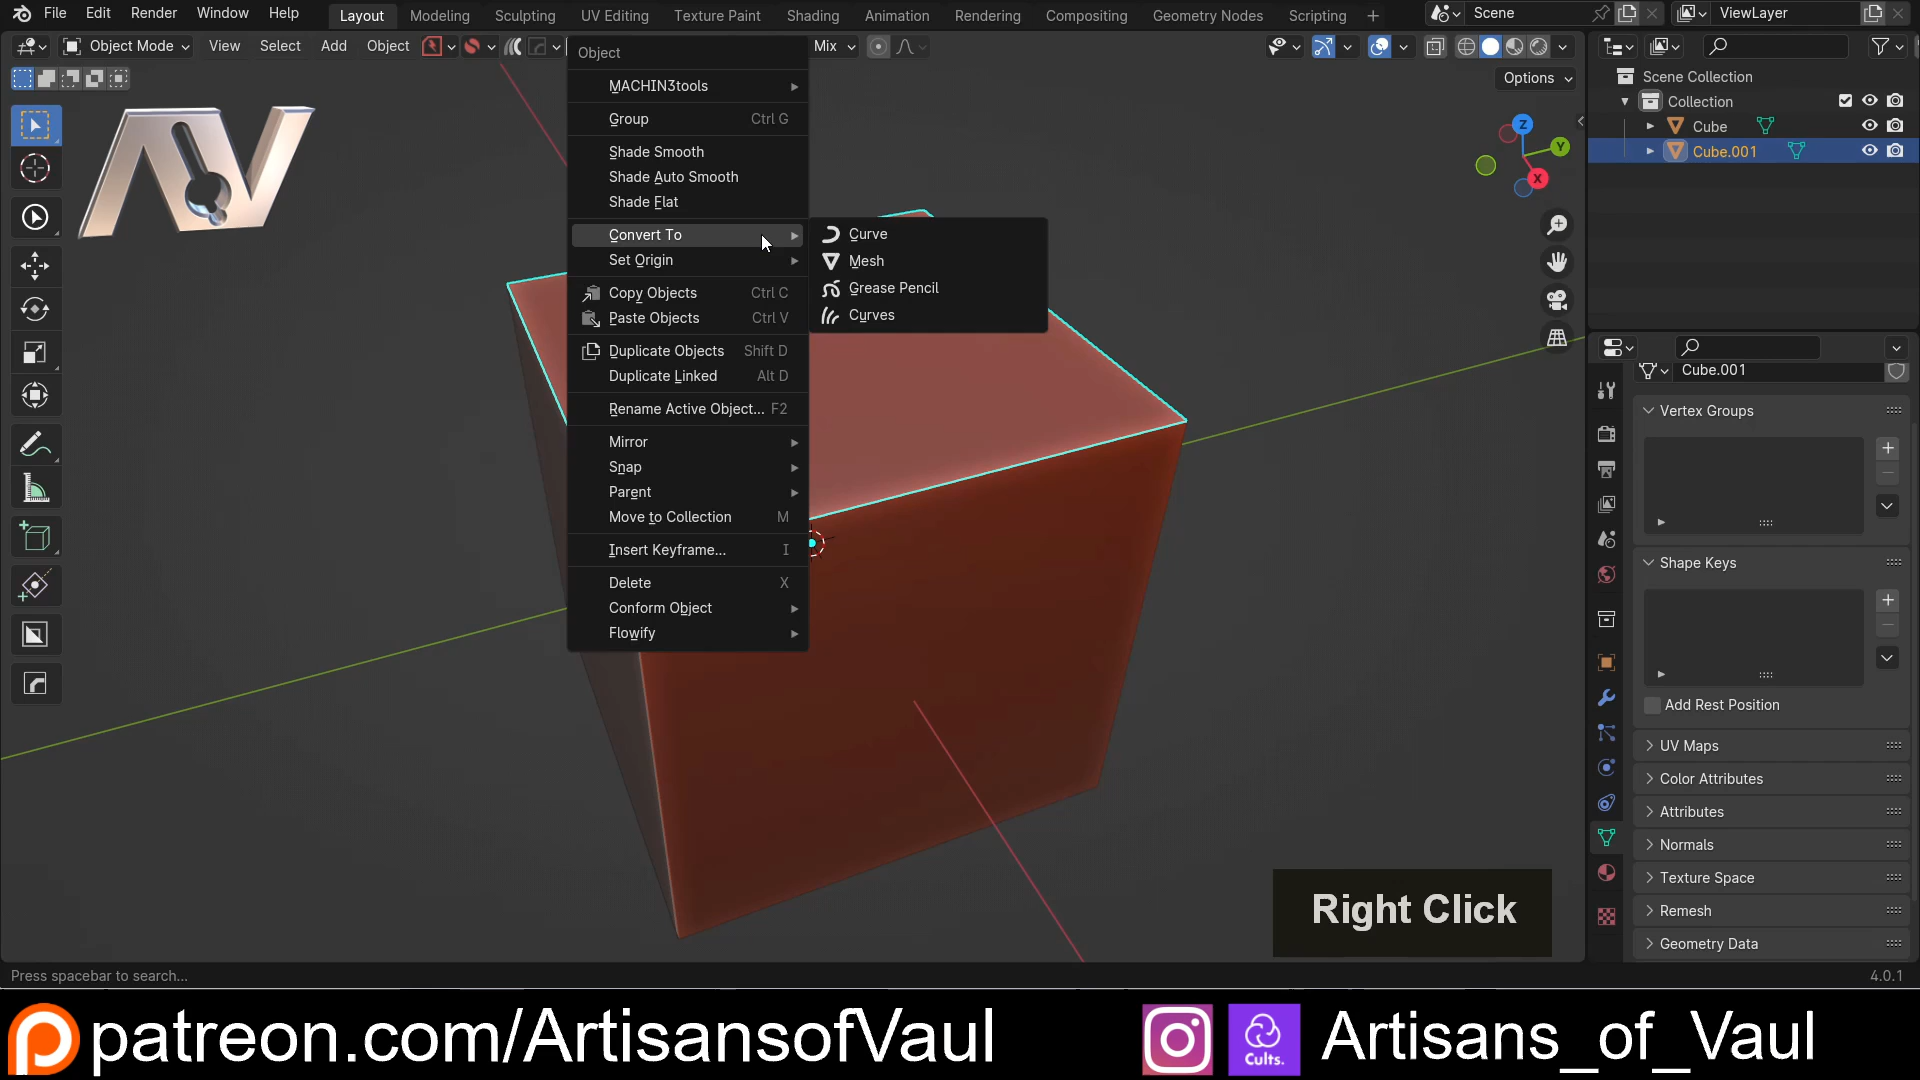 File Edit Render Window Help Layout Modeling Sculpting UV Editing Texture Paint Shading Animation Rendering Compositing Geometry Nodes Scripting + Scene ViewLayer
Object Mode View Select Add Object Mix
Options
Object
MACHIN3tools
Group Ctrl G
Shade Smooth
Shade Auto Smooth
Shade Flat
Convert To
Set Origin
Copy Objects Ctrl C
Paste Objects Ctrl V
Duplicate Objects Shift D
Duplicate Linked Alt D
Rename Active Object... F2
Mirror
Snap
Parent
Move to Collection M
Insert Keyframe... I
Delete X
Conform Object
Flowify
Curve
Mesh
Grease Pencil
Curves
Z
Y
X
Scene Collection
Collection
Cube
Cube.001
Cube.001
Vertex Groups
Shape Keys
Add Rest Position
UV Maps
Color Attributes
Attributes
Normals
Texture Space
Remesh
Geometry Data
AV
Right Click
Press spacebar to search... 4.0.1
patreon.com/ArtisansofVaul Cults. Artisans_of_Vaul